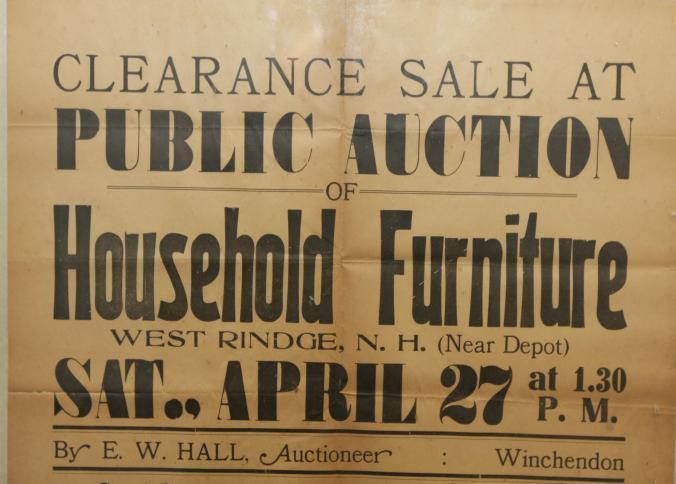 CLEARANCE SALE AT
PUBLIC AUCTION
OF
Household Furniture
WEST RINDGE, N. H. (Near Depot)
SAT., APRIL 27 at 1.30 P. M.
By E. W. HALL, Auctioneer : Winchendon